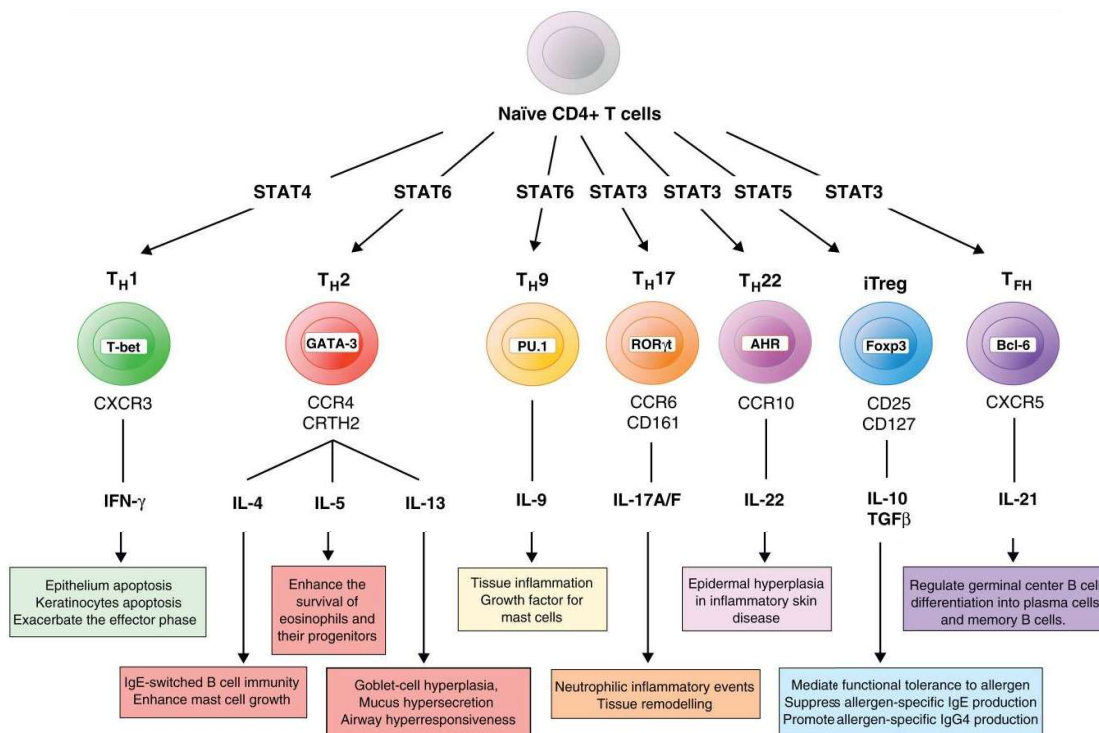 Naïve CD4+ T cells
STAT4
STAT6
STAT6
STAT3
STAT3
STAT5
STAT3
TH1
TH2
TH9
TH17
TH22
iTreg
TFH
T-bet
GATA-3
PU.1
RORγt
AHR
Foxp3
Bcl-6
CXCR3
CCR4
CRTH2
CCR6
CD161
CCR10
CD25
CD127
CXCR5
IFN-γ
IL-4
IL-5
IL-13
IL-9
IL-17A/F
IL-22
IL-10
TGFβ
IL-21
Epithelium apoptosis
Keratinocytes apoptosis
Exacerbate the effector phase
Enhance the
survival of
eosinophils and
their progenitors
Tissue inflammation
Growth factor for
mast cells
Epidermal hyperplasia
in inflammatory skin
disease
Regulate germinal center B cell
differentiation into plasma cells
and memory B cells.
IgE-switched B cell immunity
Enhance mast cell growth
Goblet-cell hyperplasia,
Mucus hypersecretion
Airway hyperresponsiveness
Neutrophilic inflammatory events
Tissue remodelling
Mediate functional tolerance to allergen
Suppress allergen-specific IgE production
Promote allergen-specific IgG4 production